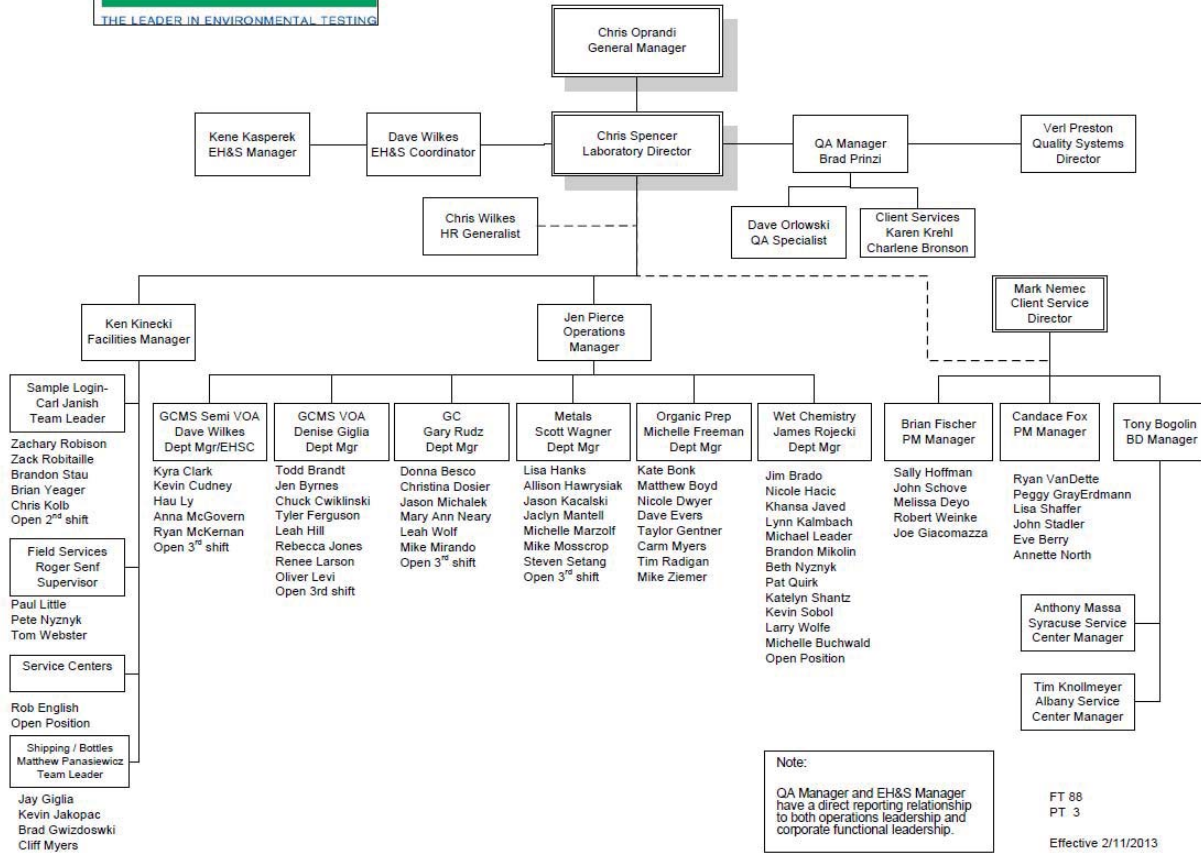 THE LEADER IN ENVIRONMENTAL TESTING
Chris Oprandi
General Manager
Kene Kasperek
EH&S Manager
Dave Wilkes
EH&S Coordinator
Chris Spencer
Laboratory Director
QA Manager
Brad Prinzi
Verl Preston
Quality Systems
Director
Chris Wilkes
HR Generalist
Dave Orlowski
QA Specialist
Client Services
Karen Krehl
Charlene Bronson
Ken Kinecki
Facilities Manager
Jen Pierce
Operations
Manager
Mark Nemec
Client Service
Director
Sample Login-
Carl Janish
Team Leader
Zachary Robison
Zack Robitaille
Brandon Stau
Brian Yeager
Chris Kolb
Open 2nd shift
Field Services
Roger Senf
Supervisor
Paul Little
Pete Nyznyk
Tom Webster
Service Centers
Rob English
Open Position
Shipping / Bottles
Matthew Panasiewicz
Team Leader
Jay Giglia
Kevin Jakopac
Brad Gwizdoswki
Cliff Myers
GCMS Semi VOA
Dave Wilkes
Dept Mgr/EHSC
Kyra Clark
Kevin Cudney
Hau Ly
Anna McGovern
Ryan McKernan
Open 3rd shift
GCMS VOA
Denise Giglia
Dept Mgr
Todd Brandt
Jen Byrnes
Chuck Cwiklinski
Tyler Ferguson
Leah Hill
Rebecca Jones
Renee Larson
Oliver Levi
Open 3rd shift
GC
Gary Rudz
Dept Mgr
Donna Besco
Christina Dosier
Jason Michalek
Mary Ann Neary
Leah Wolf
Mike Mirando
Open 3rd shift
Metals
Scott Wagner
Dept Mgr
Lisa Hanks
Allison Hawrysiak
Jason Kacalski
Jaclyn Mantell
Michelle Marzolf
Mike Mosscrop
Steven Setang
Open 3rd shift
Organic Prep
Michelle Freeman
Dept Mgr
Kate Bonk
Matthew Boyd
Nicole Dwyer
Dave Evers
Taylor Gentner
Carm Myers
Tim Radigan
Mike Ziemer
Wet Chemistry
James Rojecki
Dept Mgr
Jim Brado
Nicole Hacic
Khansa Javed
Lynn Kalmbach
Michael Leader
Brandon Mikolin
Beth Nyznyk
Pat Quirk
Katelyn Shantz
Kevin Sobol
Larry Wolfe
Michelle Buchwald
Open Position
Brian Fischer
PM Manager
Sally Hoffman
John Schove
Melissa Deyo
Robert Weinke
Joe Giacomazza
Candace Fox
PM Manager
Ryan VanDette
Peggy GrayErdmann
Lisa Shaffer
John Stadler
Eve Berry
Annette North
Tony Bogolin
BD Manager
Anthony Massa
Syracuse Service
Center Manager
Tim Knollmeyer
Albany Service
Center Manager
Note:
QA Manager and EH&S Manager
have a direct reporting relationship
to both operations leadership and
corporate functional leadership.
FT 88
PT 3
Effective 2/11/2013